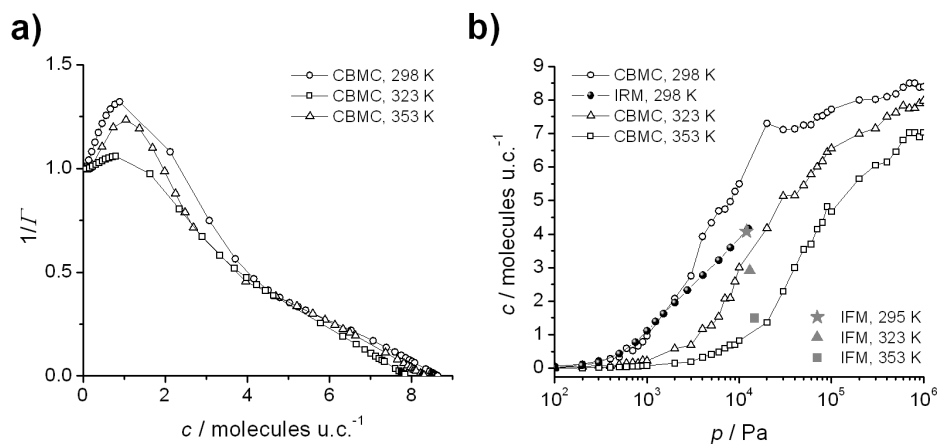 a)
1.5
1.0
0.5
0.0
1/Γ
CBMC, 298 K
CBMC, 323 K
CBMC, 353 K
0 2 4 6 8
c / molecules u.c.⁻¹
b)
9
8
7
6
5
4
3
2
1
0
c / molecules u.c.⁻¹
CBMC, 298 K
IRM, 298 K
CBMC, 323 K
CBMC, 353 K
IFM, 295 K
IFM, 323 K
IFM, 353 K
10² 10³ 10⁴ 10⁵ 10⁶
p / Pa